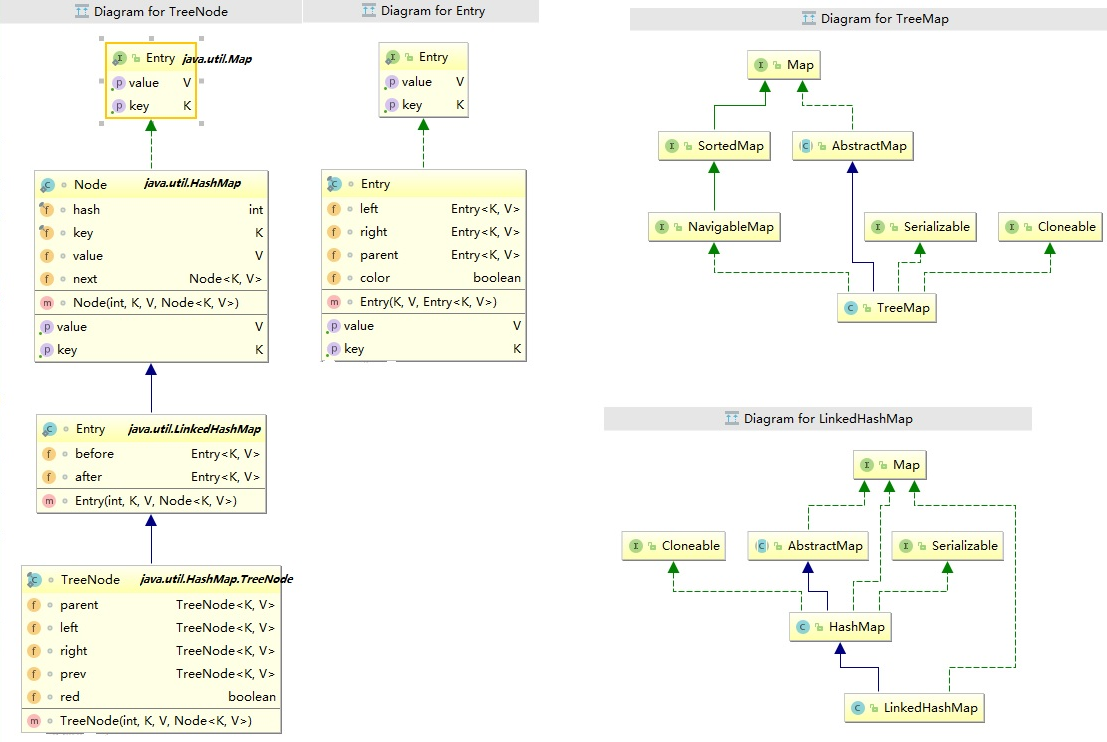 Diagram for TreeNode
Entry java.util.Map
value V
key K
Node java.util.HashMap
hash int
key K
value V
next Node<K, V>
Node(int, K, V, Node<K, V>)
value V
key K
Entry java.util.LinkedHashMap
before Entry<K, V>
after Entry<K, V>
Entry(int, K, V, Node<K, V>)
TreeNode java.util.HashMap.TreeNode
parent TreeNode<K, V>
left TreeNode<K, V>
right TreeNode<K, V>
prev TreeNode<K, V>
red boolean
TreeNode(int, K, V, Node<K, V>)
Diagram for Entry
Entry
value V
key K
Entry
left Entry<K, V>
right Entry<K, V>
parent Entry<K, V>
color boolean
Entry(K, V, Entry<K, V>)
value V
key K
Diagram for TreeMap
Map
SortedMap AbstractMap
NavigableMap Serializable Cloneable
TreeMap
Diagram for LinkedHashMap
Map
Cloneable AbstractMap Serializable
HashMap
LinkedHashMap